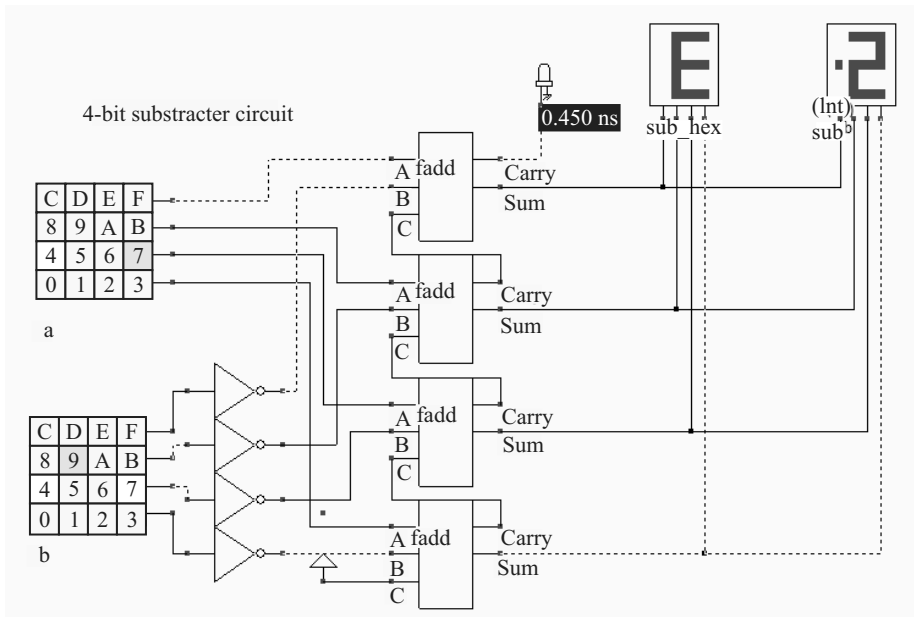 4-bit substracter circuit
0.450 ns
E
sub_hex
.2
(lnt)
sub
A fadd
B
C
Carry
Sum
C D E F
8 9 A B
4 5 6 7
0 1 2 3
a
A fadd
B
C
Carry
Sum
A fadd
B
C
Carry
Sum
C D E F
8 9 A B
4 5 6 7
0 1 2 3
b
A fadd
B
C
Carry
Sum